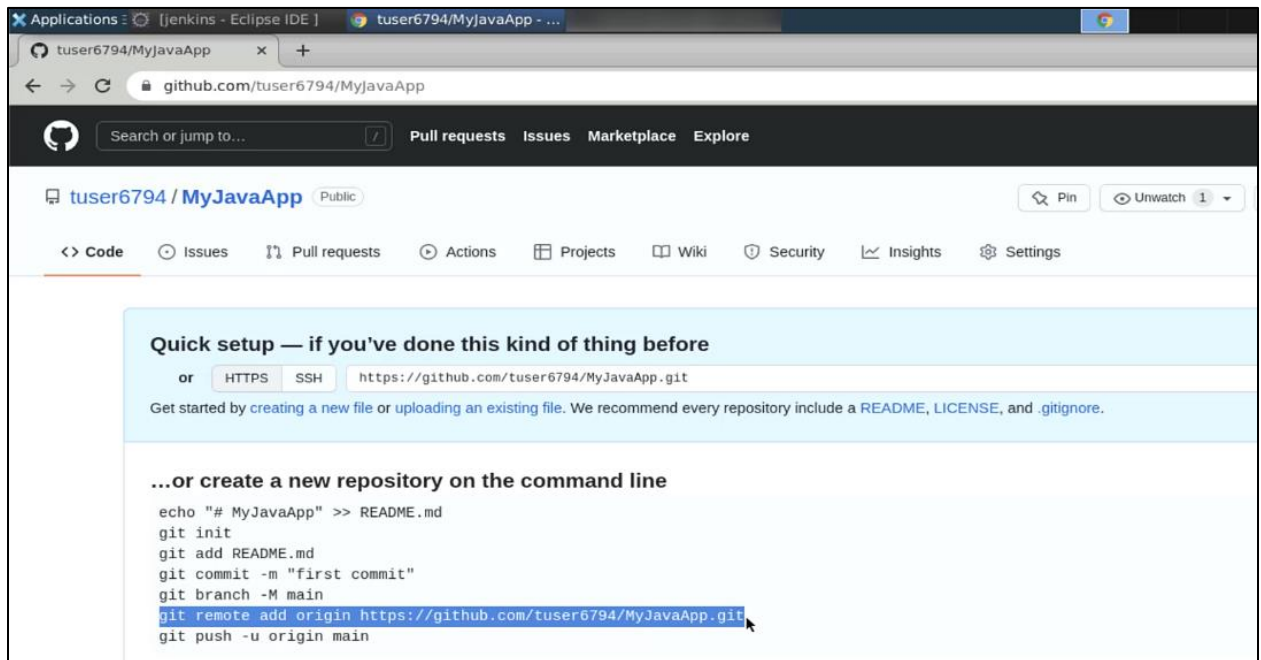 Applications [jenkins - Eclipse IDE ] tuser6794/MyJavaApp - ...
tuser6794/MyJavaApp
github.com/tuser6794/MyJavaApp
Search or jump to... / Pull requests Issues Marketplace Explore
tuser6794 / MyJavaApp Public Pin Unwatch 1
<> Code Issues Pull requests Actions Projects Wiki Security Insights Settings
Quick setup — if you've done this kind of thing before
or HTTPS SSH https://github.com/tuser6794/MyJavaApp.git
Get started by creating a new file or uploading an existing file. We recommend every repository include a README, LICENSE, and .gitignore.
…or create a new repository on the command line
echo "# MyJavaApp" >> README.md
git init
git add README.md
git commit -m "first commit"
git branch -M main
git remote add origin https://github.com/tuser6794/MyJavaApp.git
git push -u origin main